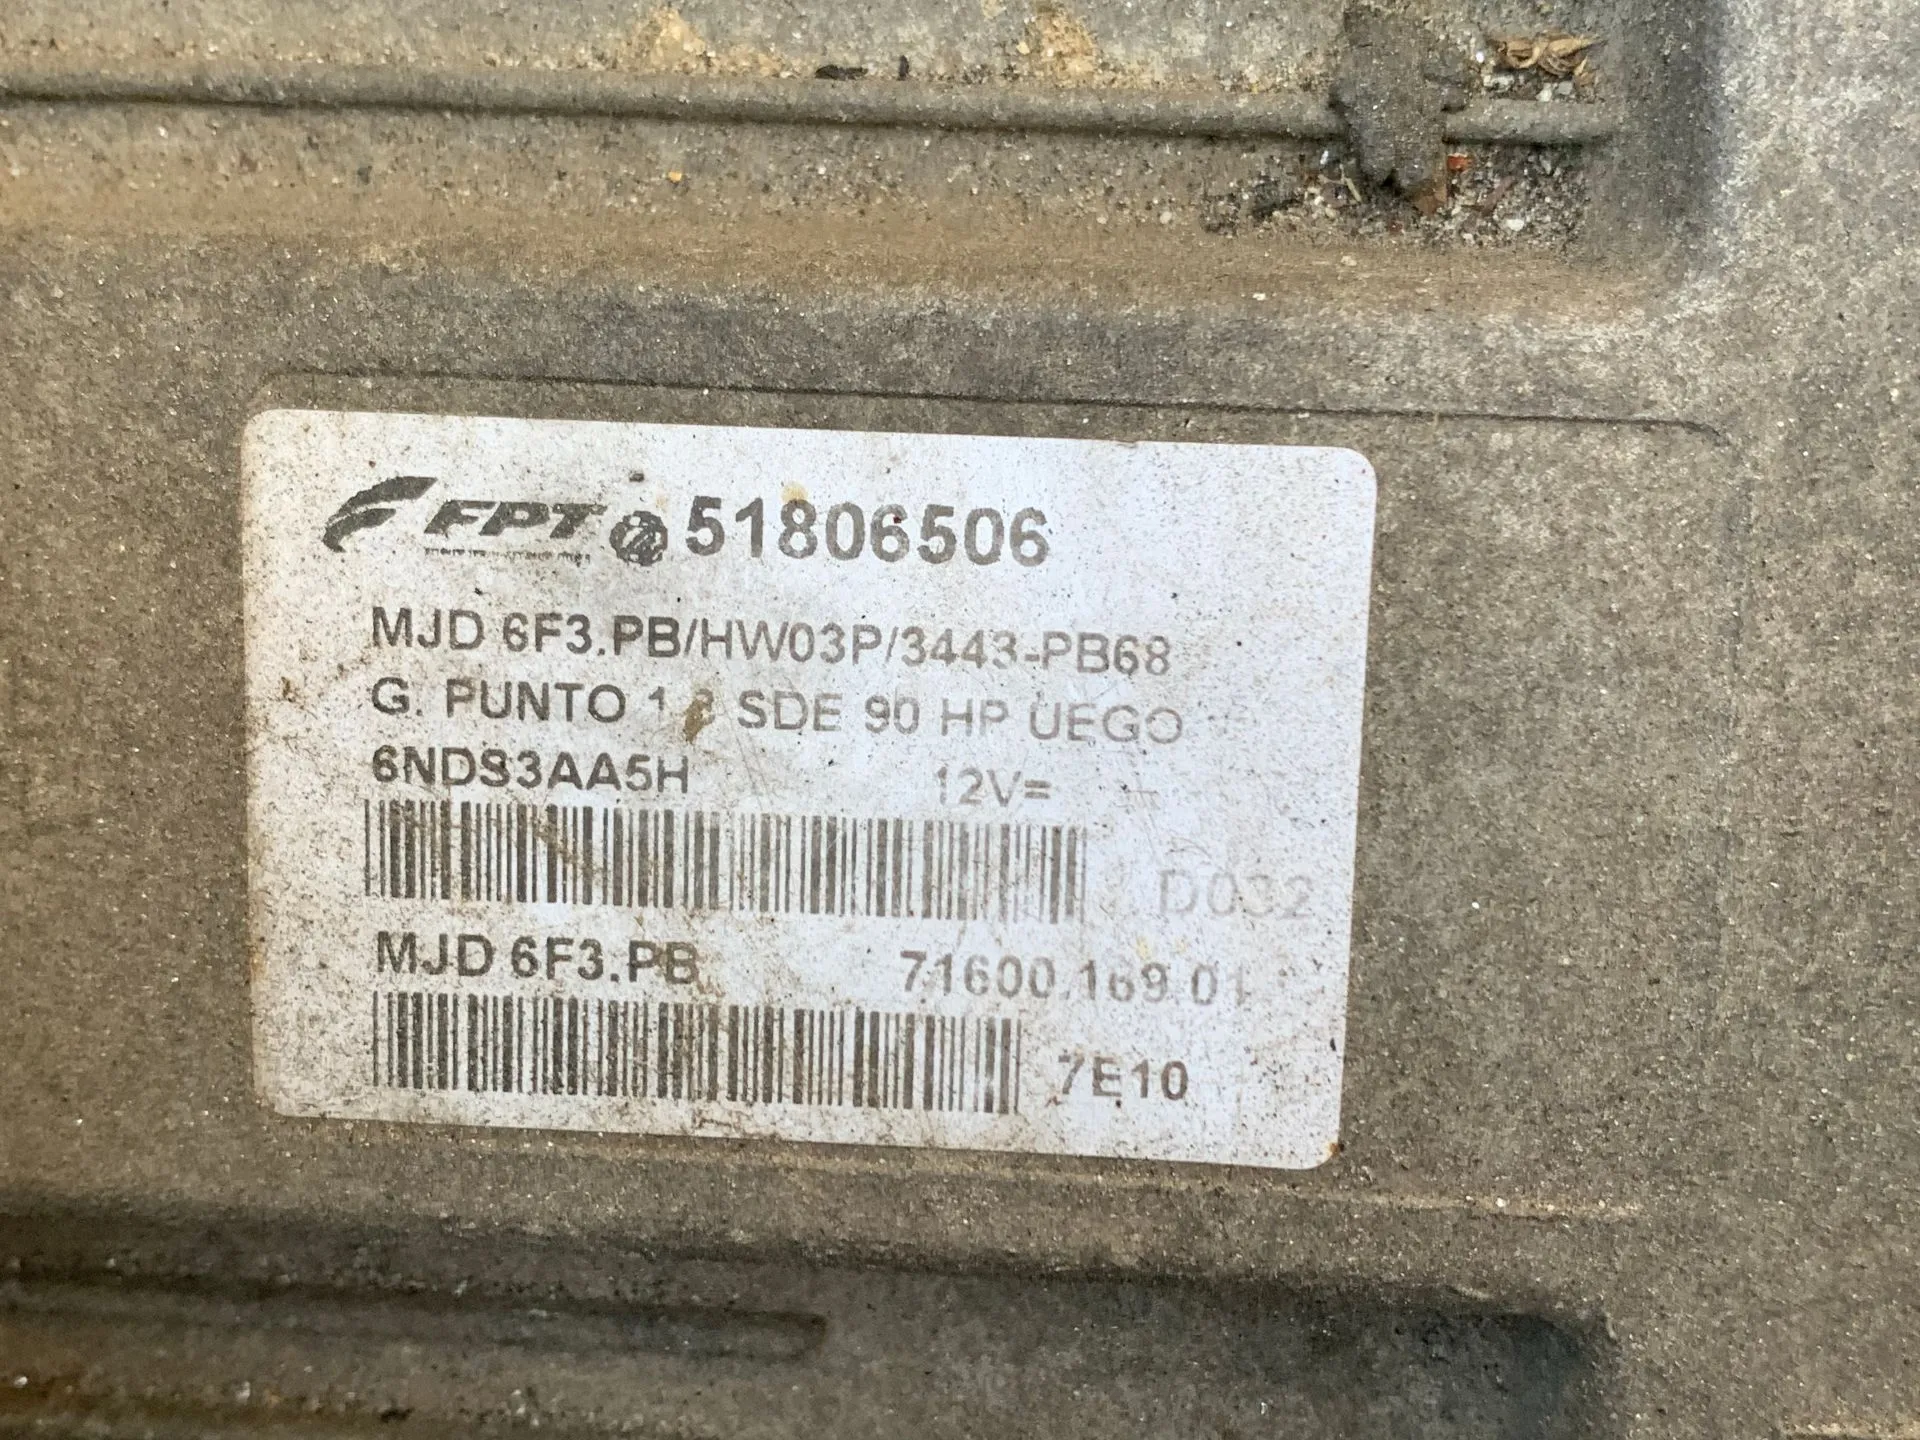 FPT 51806506
MJD 6F3.PB/HW03P/3443-PB68
G. PUNTO SDE 90 HP UEGO
6NDS3AA5H 12V=
D032
MJD 6F3.PB 71600.169.01
7E10